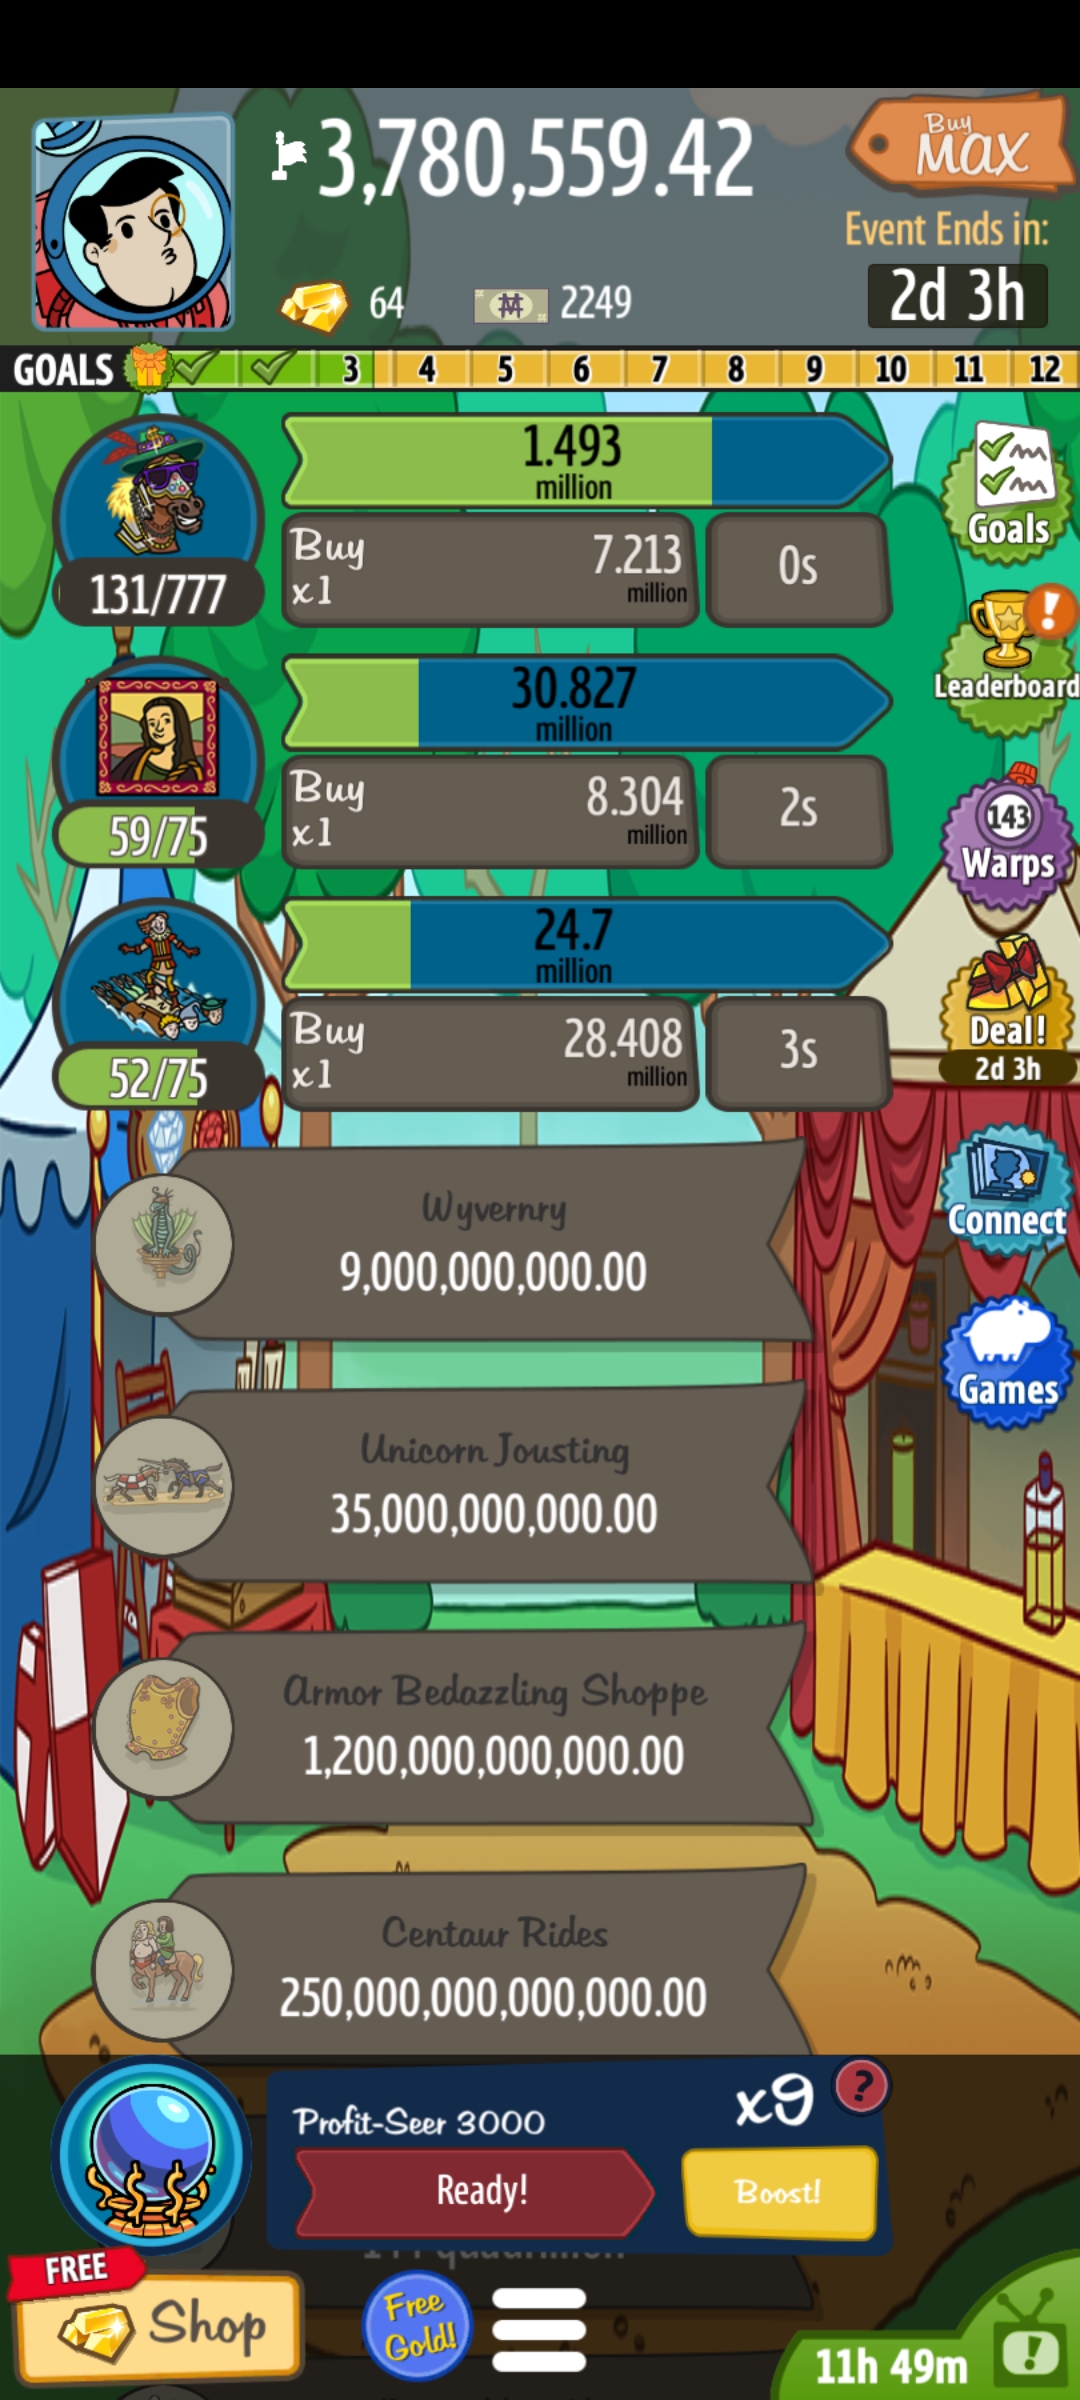 3,780,559.42
Buy
MAX
Event Ends in:
2d 3h
64
2249
GOALS
3 4 5 6 7 8 9 10 11 12
1.493
million
Buy
x1
7.213
million
0s
131/777
Goals
Leaderboard
30.827
million
Buy
x1
8.304
million
2s
59/75
143
Warps
24.7
million
Buy
x1
28.408
million
3s
52/75
Deal!
2d 3h
Wyvernry
9,000,000,000.00
Connect
Games
Unicorn Jousting
35,000,000,000.00
Armor Bedazzling Shoppe
1,200,000,000,000.00
Centaur Rides
250,000,000,000,000.00
Profit-Seer 3000
x9
?
Ready!
Boost!
FREE
Shop
Free
Gold!
11h 49m